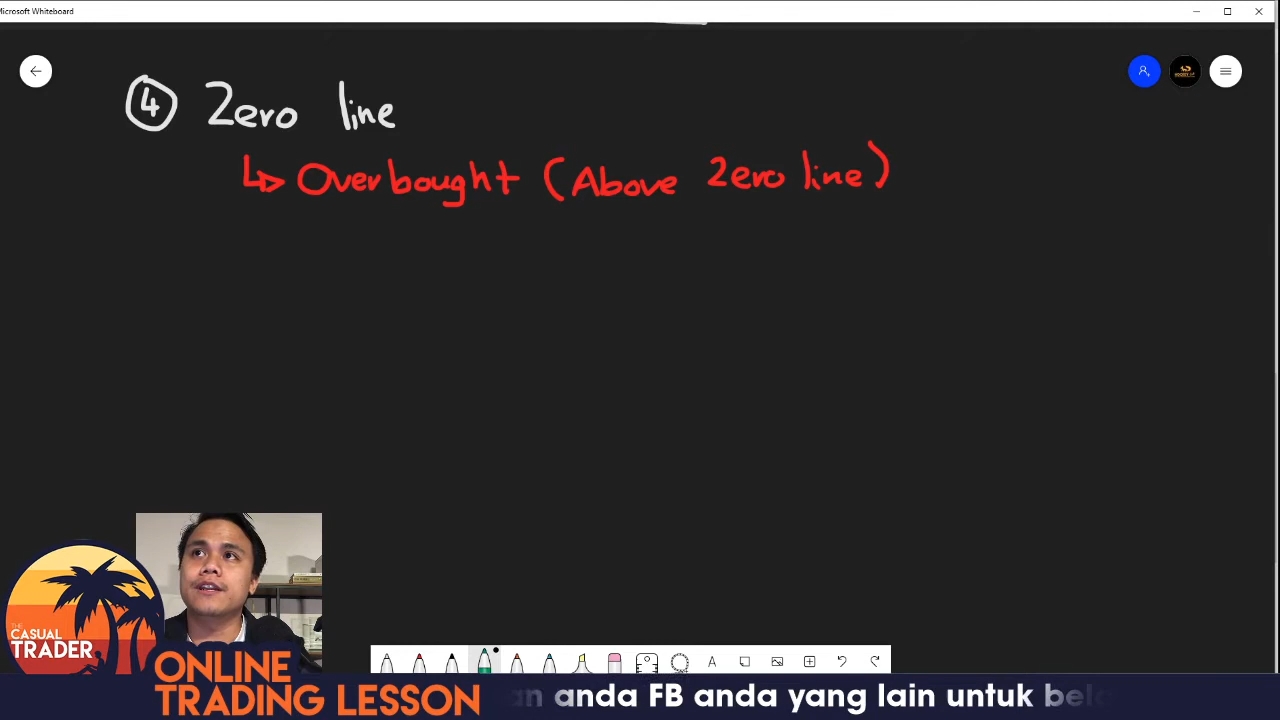 Microsoft Whiteboard
4 Zero line
↳ Overbought (Above Zero line)
THE
CASUAL
TRADER
ONLINE
TRADING LESSON
anda FB anda yang lain untuk